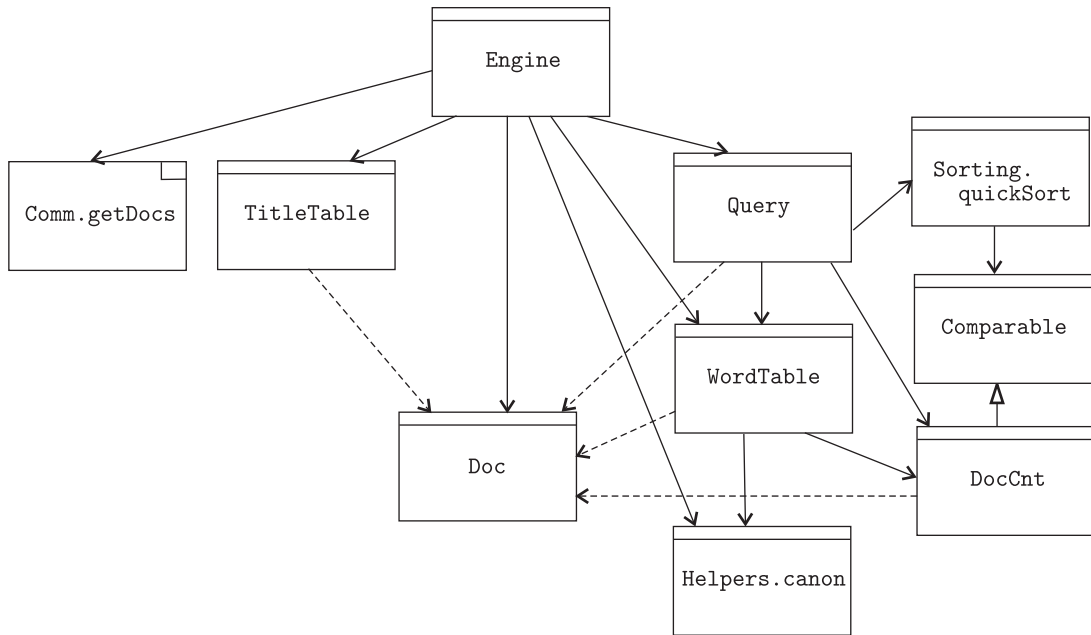 Engine
Comm.getDocs
TitleTable
Query
Sorting.
quickSort
Comparable
WordTable
Doc
DocCnt
Helpers.canon